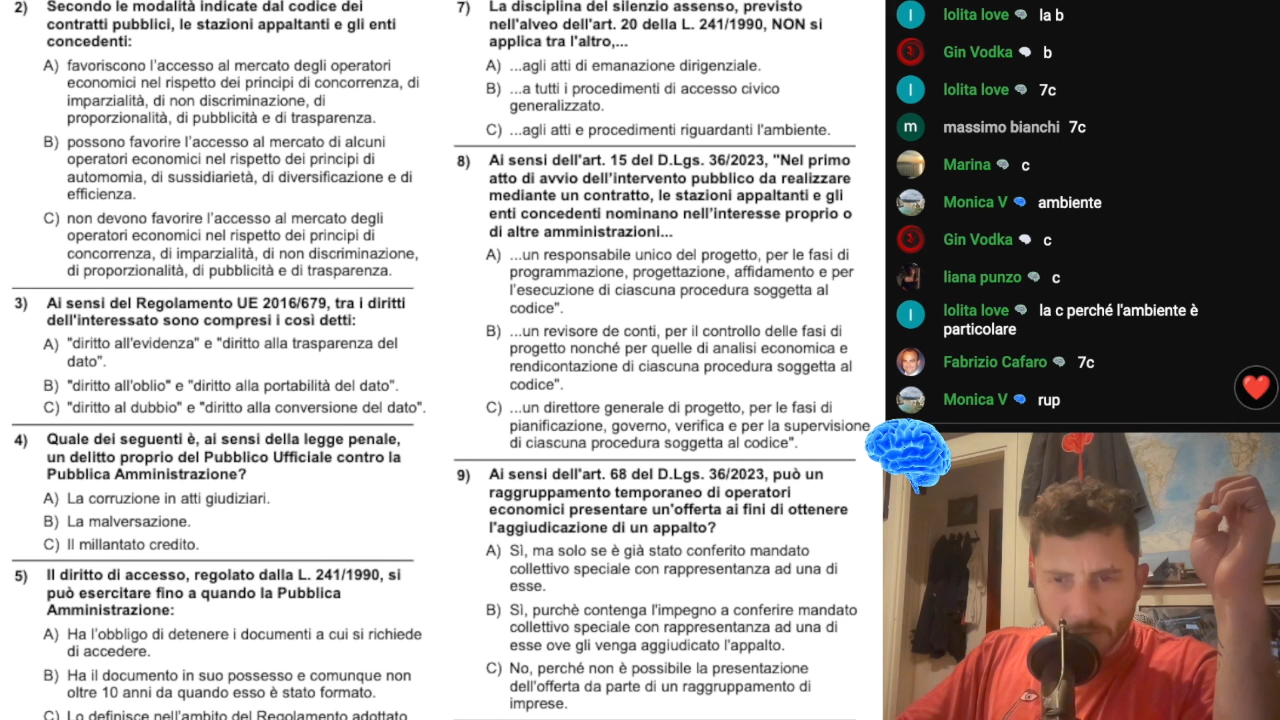 2) Secondo le modalità indicate dal codice dei
contratti pubblici, le stazioni appaltanti e gli enti
concedenti:
A) favoriscono l'accesso al mercato degli operatori
economici nel rispetto dei principi di concorrenza, di
imparzialità, di non discriminazione, di
proporzionalità, di pubblicità e di trasparenza.
B) possono favorire l'accesso al mercato di alcuni
operatori economici nel rispetto dei principi di
automomia, di sussidiarietà, di diversificazione e di
efficienza.
C) non devono favorire l'accesso al mercato degli
operatori economici nel rispetto dei principi di
concorrenza, di imparzialità, di non discriminazione,
di proporzionalità, di pubblicità e di trasparenza.
3) Ai sensi del Regolamento UE 2016/679, tra i diritti
dell'interessato sono compresi i così detti:
A) "diritto all'evidenza" e "diritto alla trasparenza del
dato".
B) "diritto all'oblio" e "diritto alla portabilità del dato".
C) "diritto al dubbio" e "diritto alla conversione del dato".
4) Quale dei seguenti è, ai sensi della legge penale,
un delitto proprio del Pubblico Ufficiale contro la
Pubblica Amministrazione?
A) La corruzione in atti giudiziari.
B) La malversazione.
C) Il millantato credito.
5) Il diritto di accesso, regolato dalla L. 241/1990, si
può esercitare fino a quando la Pubblica
Amministrazione:
A) Ha l'obbligo di detenere i documenti a cui si richiede
di accedere.
B) Ha il documento in suo possesso e comunque non
oltre 10 anni da quando esso è stato formato.
C) Lo definisce nell'ambito del Regolamento adottato
7) La disciplina del silenzio assenso, previsto
nell'alveo dell'art. 20 della L. 241/1990, NON si
applica tra l'altro,...
A) ...agli atti di emanazione dirigenziale.
B) ...a tutti i procedimenti di accesso civico
generalizzato.
C) ...agli atti e procedimenti riguardanti l'ambiente.
8) Ai sensi dell'art. 15 del D.Lgs. 36/2023, "Nel primo
atto di avvio dell'intervento pubblico da realizzare
mediante un contratto, le stazioni appaltanti e gli
enti concedenti nominano nell'interesse proprio o
di altre amministrazioni...
A) ...un responsabile unico del progetto, per le fasi di
programmazione, progettazione, affidamento e per
l'esecuzione di ciascuna procedura soggetta al
codice".
B) ...un revisore de conti, per il controllo delle fasi di
progetto nonché per quelle di analisi economica e
rendicontazione di ciascuna procedura soggetta al
codice".
C) ...un direttore generale di progetto, per le fasi di
pianificazione, governo, verifica e per la supervisione
di ciascuna procedura soggetta al codice".
9) Ai sensi dell'art. 68 del D.Lgs. 36/2023, può un
raggruppamento temporaneo di operatori
economici presentare un'offerta ai fini di ottenere
l'aggiudicazione di un appalto?
A) Sì, ma solo se è già stato conferito mandato
collettivo speciale con rappresentanza ad una di
esse.
B) Sì, purchè contenga l'impegno a conferire mandato
collettivo speciale con rappresentanza ad una di
esse ove gli venga aggiudicato l'appalto.
C) No, perché non è possibile la presentazione
dell'offerta da parte di un raggruppamento di
imprese.
l lolita love la b
Gin Vodka b
l lolita love 7c
m massimo bianchi 7c
Marina c
Monica V ambiente
Gin Vodka c
liana punzo c
l lolita love la c perché l'ambiente è
particolare
Fabrizio Cafaro 7c
Monica V rup